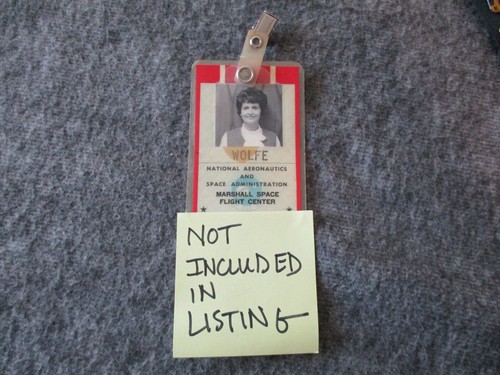 WOLFE
NATIONAL AERONAUTICS
AND
SPACE ADMINISTRATION
MARSHALL SPACE
FLIGHT CENTER
NOT
INCLUDED
IN
LISTING